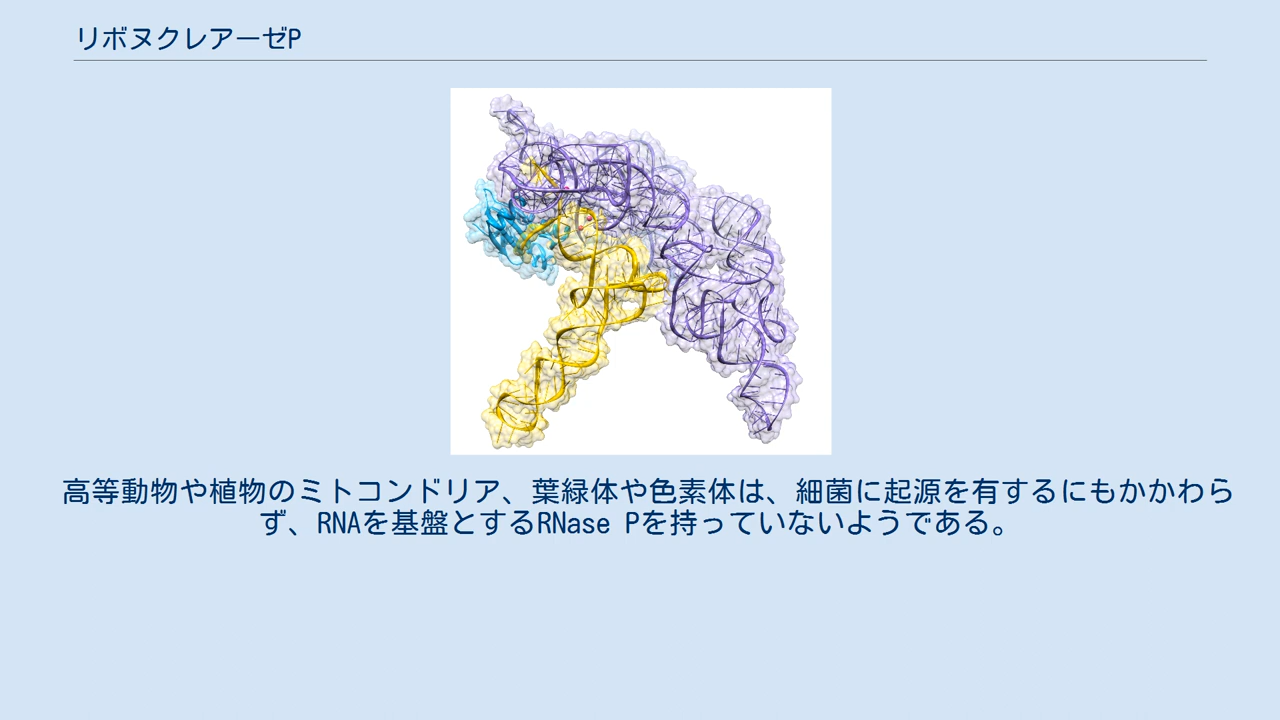 リボヌクレアーゼP
高等動物や植物のミトコンドリア、葉緑体や色素体は、細菌に起源を有するにもかかわら
ず、RNAを基盤とするRNase Pを持っていないようである。